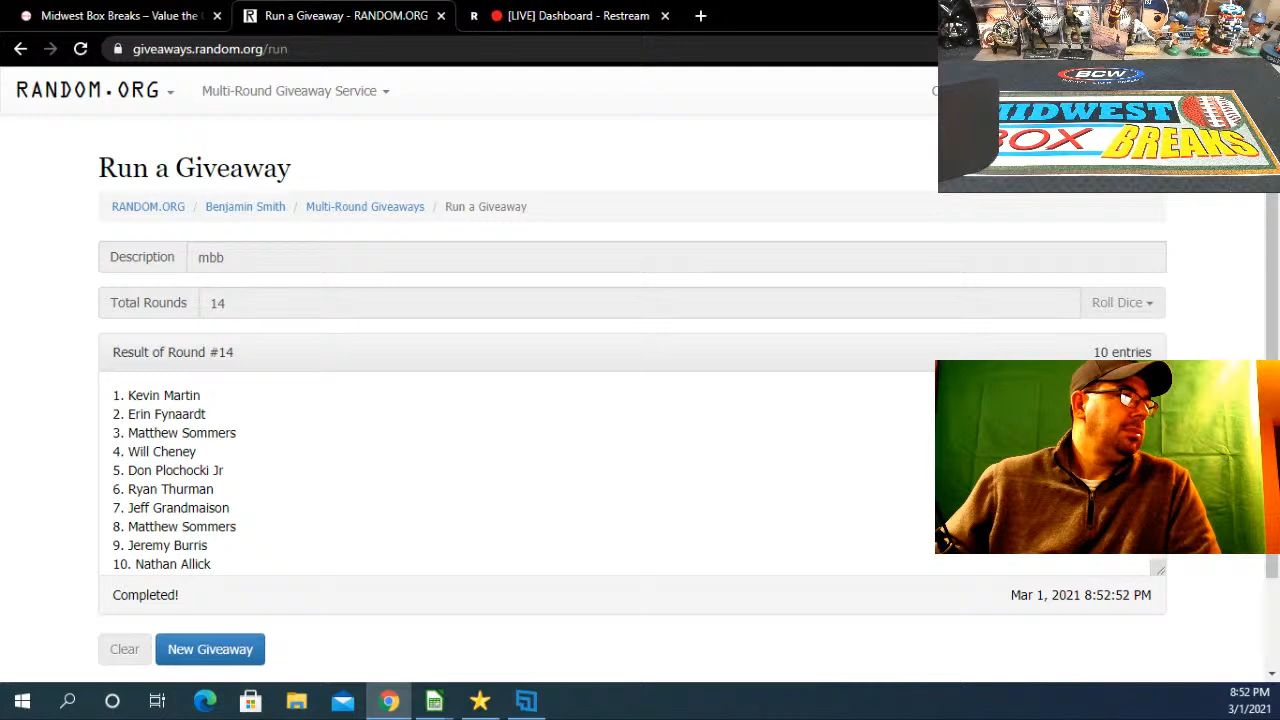 Midwest Box Breaks – Value the
Run a Giveaway - RANDOM.ORG
R [LIVE] Dashboard - Restream
giveaways.random.org/run
RANDOM.ORG
Multi-Round Giveaway Service
BCW
MIDWEST
BOX BREAKS
Run a Giveaway
RANDOM.ORG / Benjamin Smith / Multi-Round Giveaways / Run a Giveaway
Description mbb
Total Rounds 14 Roll Dice
Result of Round #14 10 entries
1. Kevin Martin
2. Erin Fynaardt
3. Matthew Sommers
4. Will Cheney
5. Don Plochocki Jr
6. Ryan Thurman
7. Jeff Grandmaison
8. Matthew Sommers
9. Jeremy Burris
10. Nathan Allick
Completed! Mar 1, 2021 8:52:52 PM
Clear New Giveaway
8:52 PM
3/1/2021